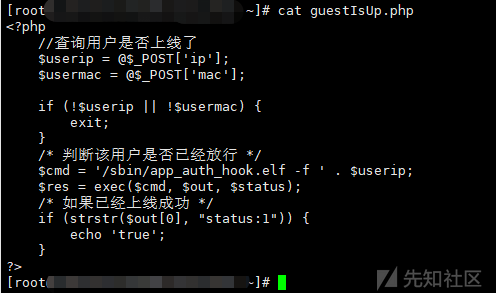 [root ~]# cat guestIsUp.php
<?php
    //查询用户是否上线了
    $userip = @$_POST['ip'];
    $usermac = @$_POST['mac'];
    if (!$userip || !$usermac) {
        exit;
    }
    /* 判断该用户是否已经放行 */
    $cmd = '/sbin/app_auth_hook.elf -f ' . $userip;
    $res = exec($cmd, $out, $status);
    /* 如果已经上线成功 */
    if (strstr($out[0], "status:1")) {
        echo 'true';
    }
?>
[root ~]#
先知社区